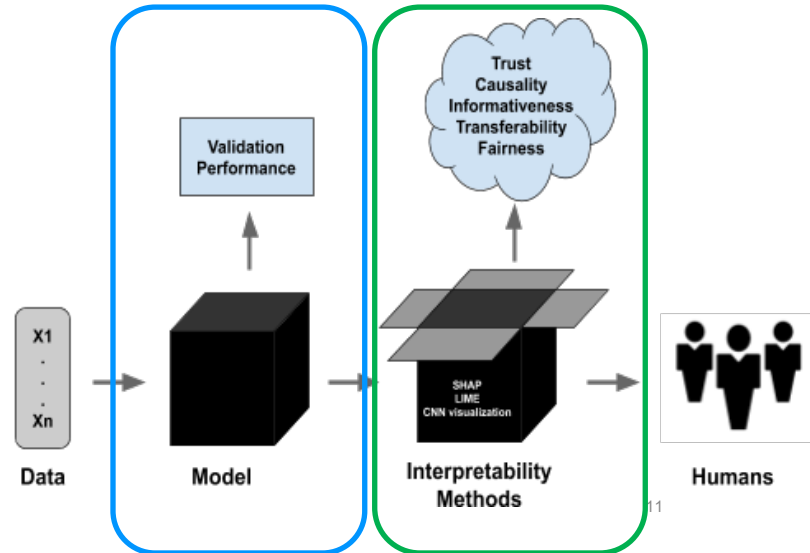 Trust
Causality
Informativeness
Transferability
Fairness
Validation
Performance
X1
.
.
.
Xn
SHAP
LIME
CNN visualization
Data
Model
Interpretability
Methods
Humans
11